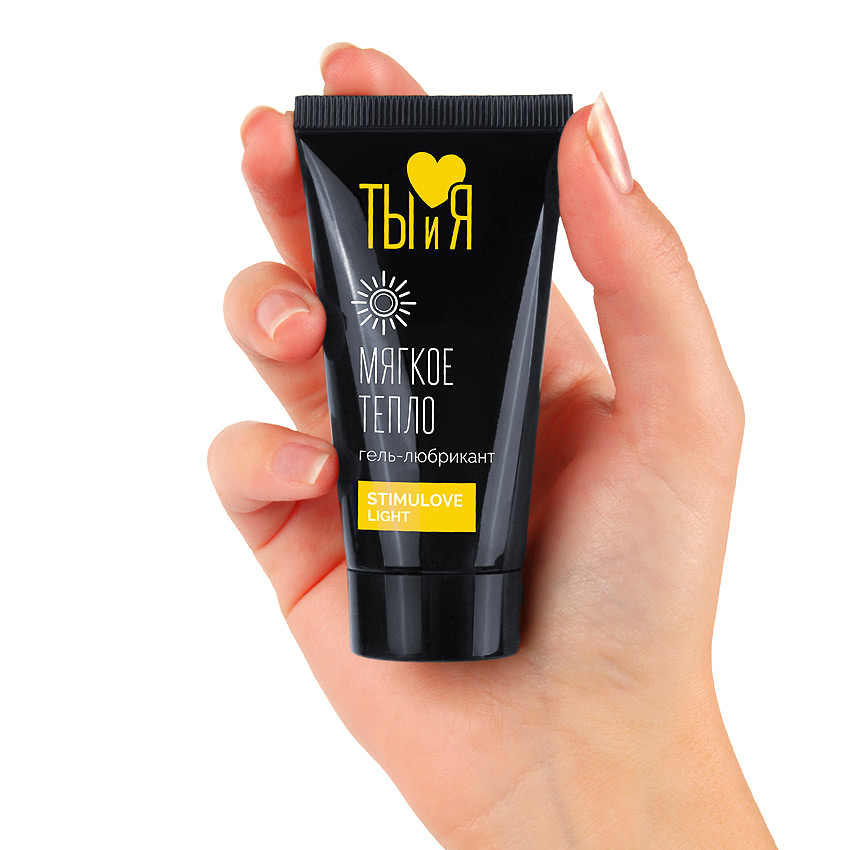 ТЫ и Я
МЯГКОЕ
ТЕПЛО
гель-любрикант
STIMULOVE
LIGHT